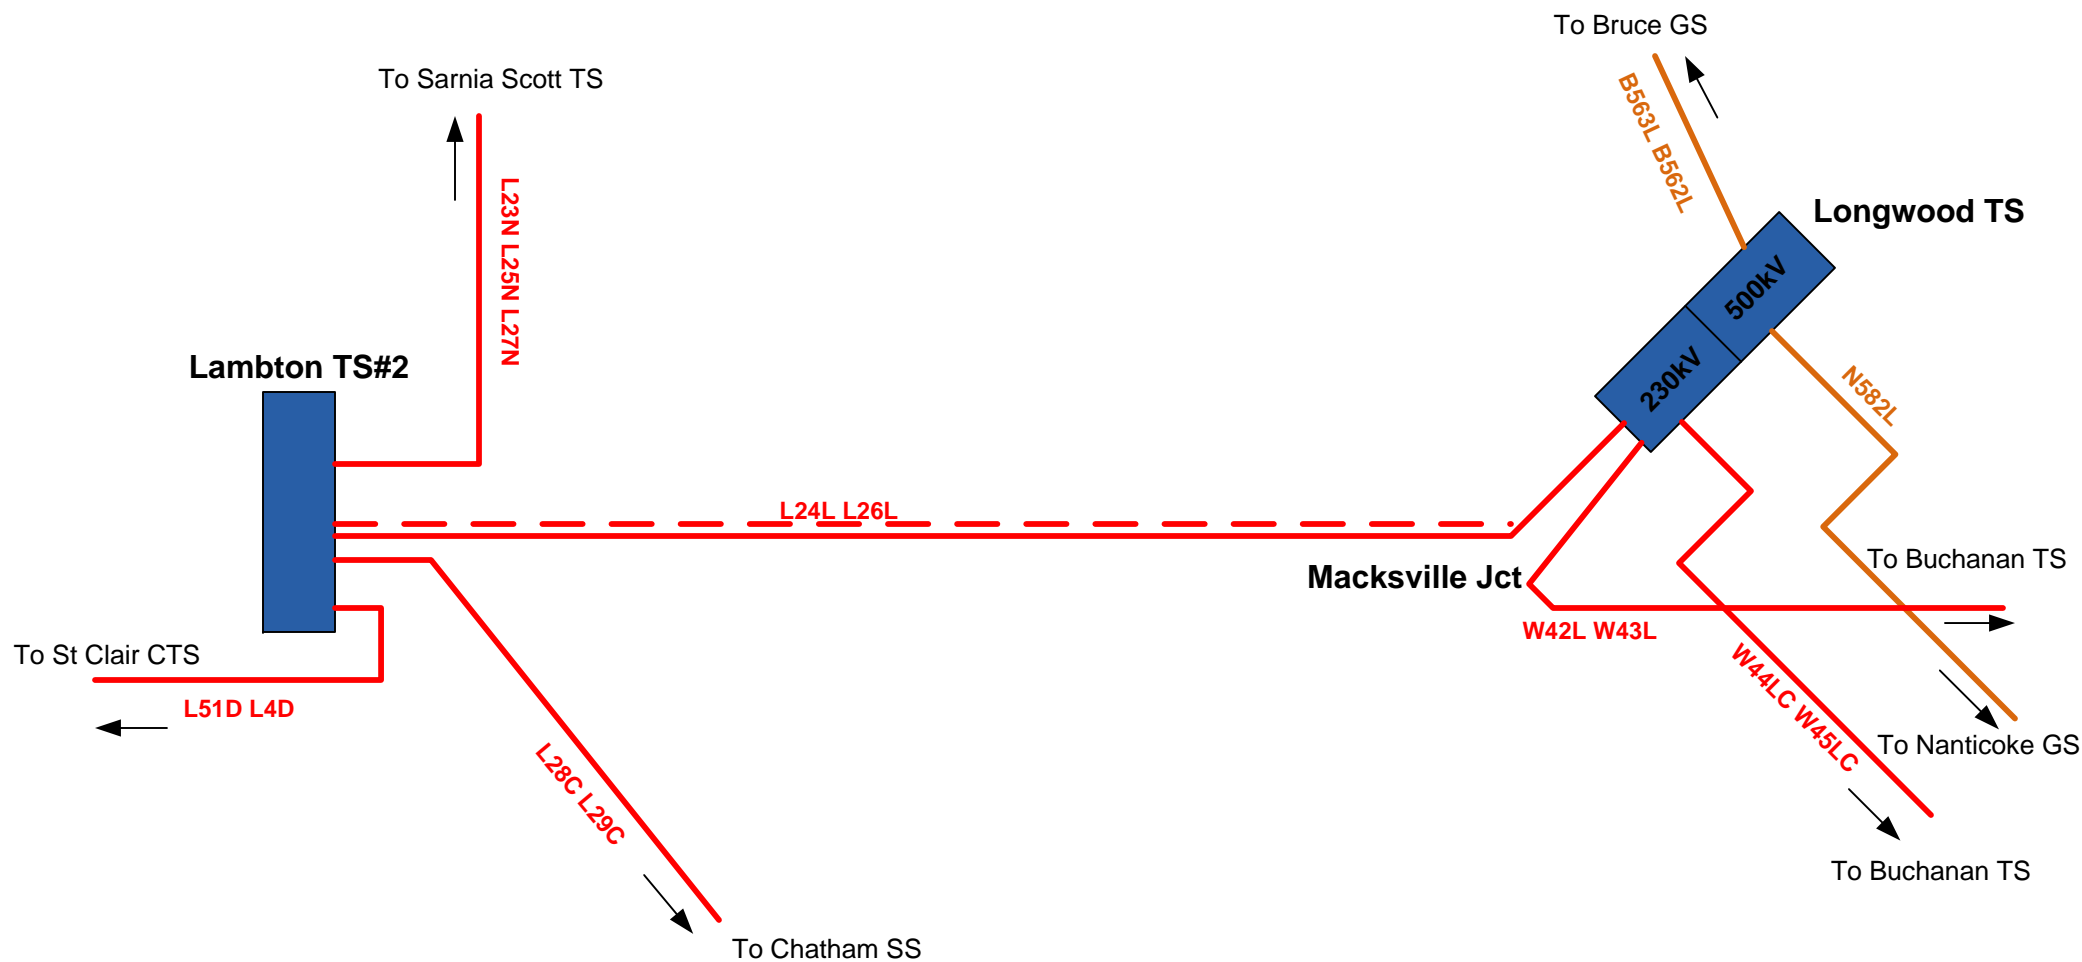 To Bruce GS
To Sarnia Scott TS
B563L B562L
L23N L25N L27N
Longwood TS
500kV
230kV
Lambton TS#2
N582L
L24L L26L
To Buchanan TS
Macksville Jct
W42L W43L
To St Clair CTS
L51D L4D
W44LC W45LC
To Nanticoke GS
L28C L29C
To Buchanan TS
To Chatham SS